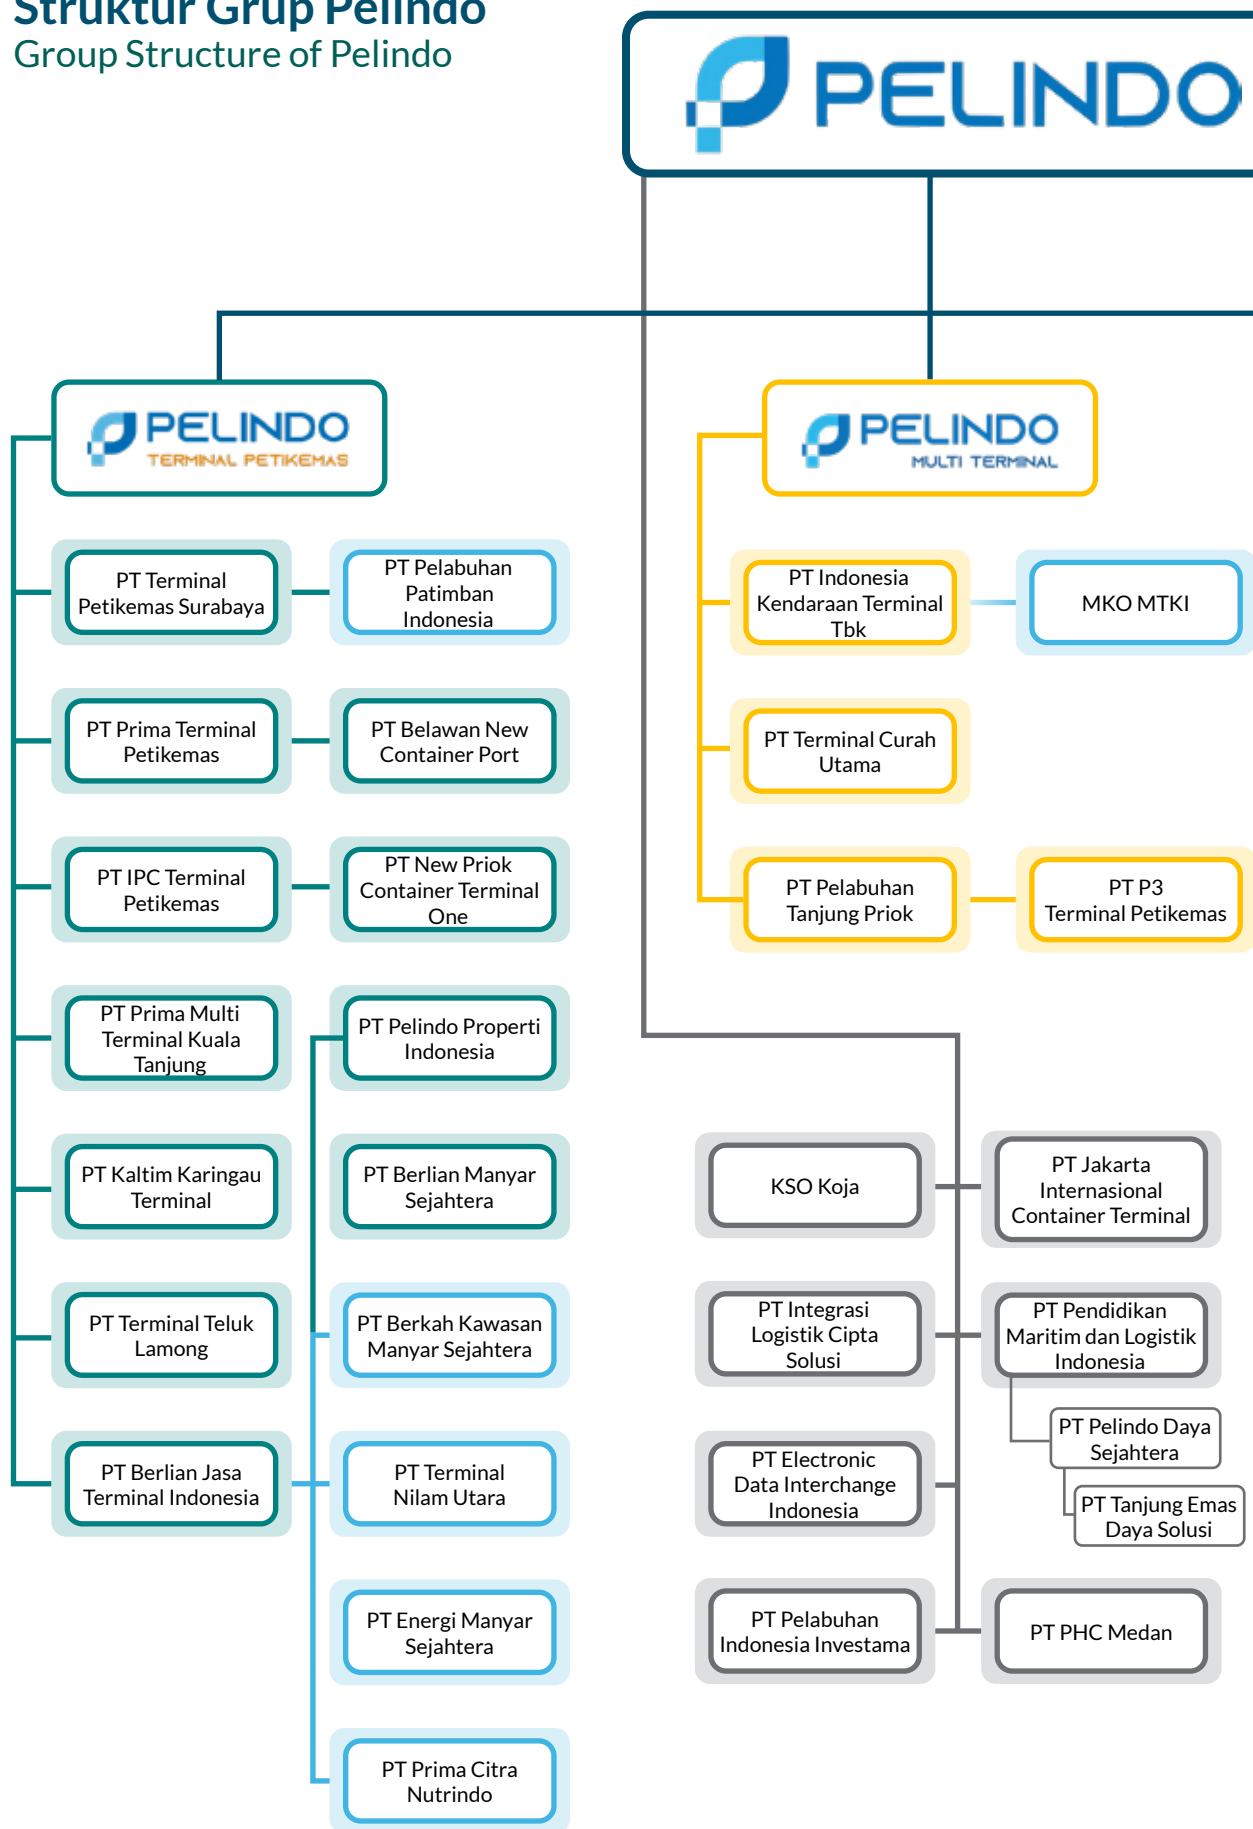 Struktur Grup Pelindo
Group Structure of Pelindo
PELINDO
PELINDO
TERMINAL PETIKEMAS
PT Terminal
Petikemas Surabaya
PT Pelabuhan
Patimban
Indonesia
PT Prima Terminal
Petikemas
PT Belawan New
Container Port
PT IPC Terminal
Petikemas
PT New Priok
Container Terminal
One
PT Prima Multi
Terminal Kuala
Tanjung
PT Pelindo Properti
Indonesia
PT Kaltim Karingau
Terminal
PT Berlian Manyar
Sejahtera
PT Terminal Teluk
Lamong
PT Berkah Kawasan
Manyar Sejahtera
PT Berlian Jasa
Terminal Indonesia
PT Terminal
Nilam Utara
PT Energi Manyar
Sejahtera
PT Prima Citra
Nutrindo
PELINDO
MULTI TERMINAL
PT Indonesia
Kendaraan Terminal
Tbk
MKO MTKI
PT Terminal Curah
Utama
PT Pelabuhan
Tanjung Priok
PT P3
Terminal Petikemas
KSO Koja
PT Jakarta
Internasional
Container Terminal
PT Integrasi
Logistik Cipta
Solusi
PT Pendidikan
Maritim dan Logistik
Indonesia
PT Pelindo Daya
Sejahtera
PT Tanjung Emas
Daya Solusi
PT Electronic
Data Interchange
Indonesia
PT Pelabuhan
Indonesia Investama
PT PHC Medan